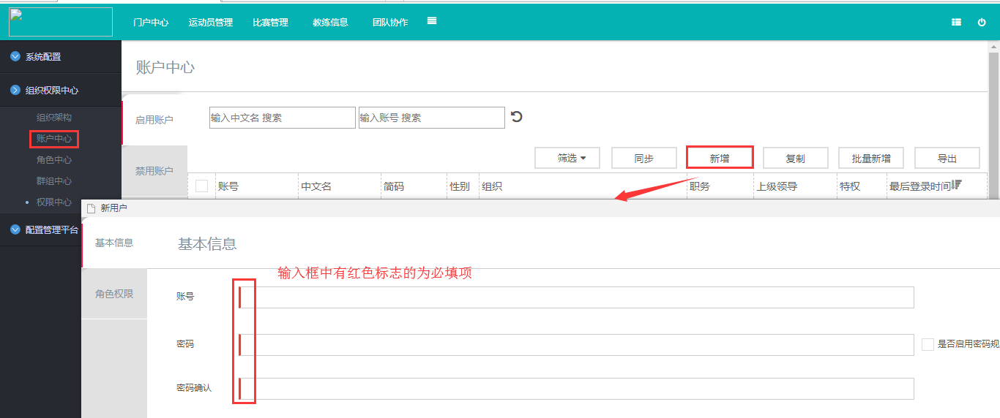 门户中心 运动员管理 比赛管理 教练信息 团队协作
系统配置
组织权限中心
组织架构
账户中心
角色中心
群组中心
权限中心
配置管理平台
账户中心
启用账户
禁用账户
输入中文名 搜索 输入账号 搜索
筛选 同步 新增 复制 批量新增 导出
账号 中文名 简码 性别 组织 职务 上级领导 特权 最后登录时间
新用户
基本信息
角色权限
基本信息
输入框中有红色标志的为必填项
账号
密码 是否启用密码规
密码确认